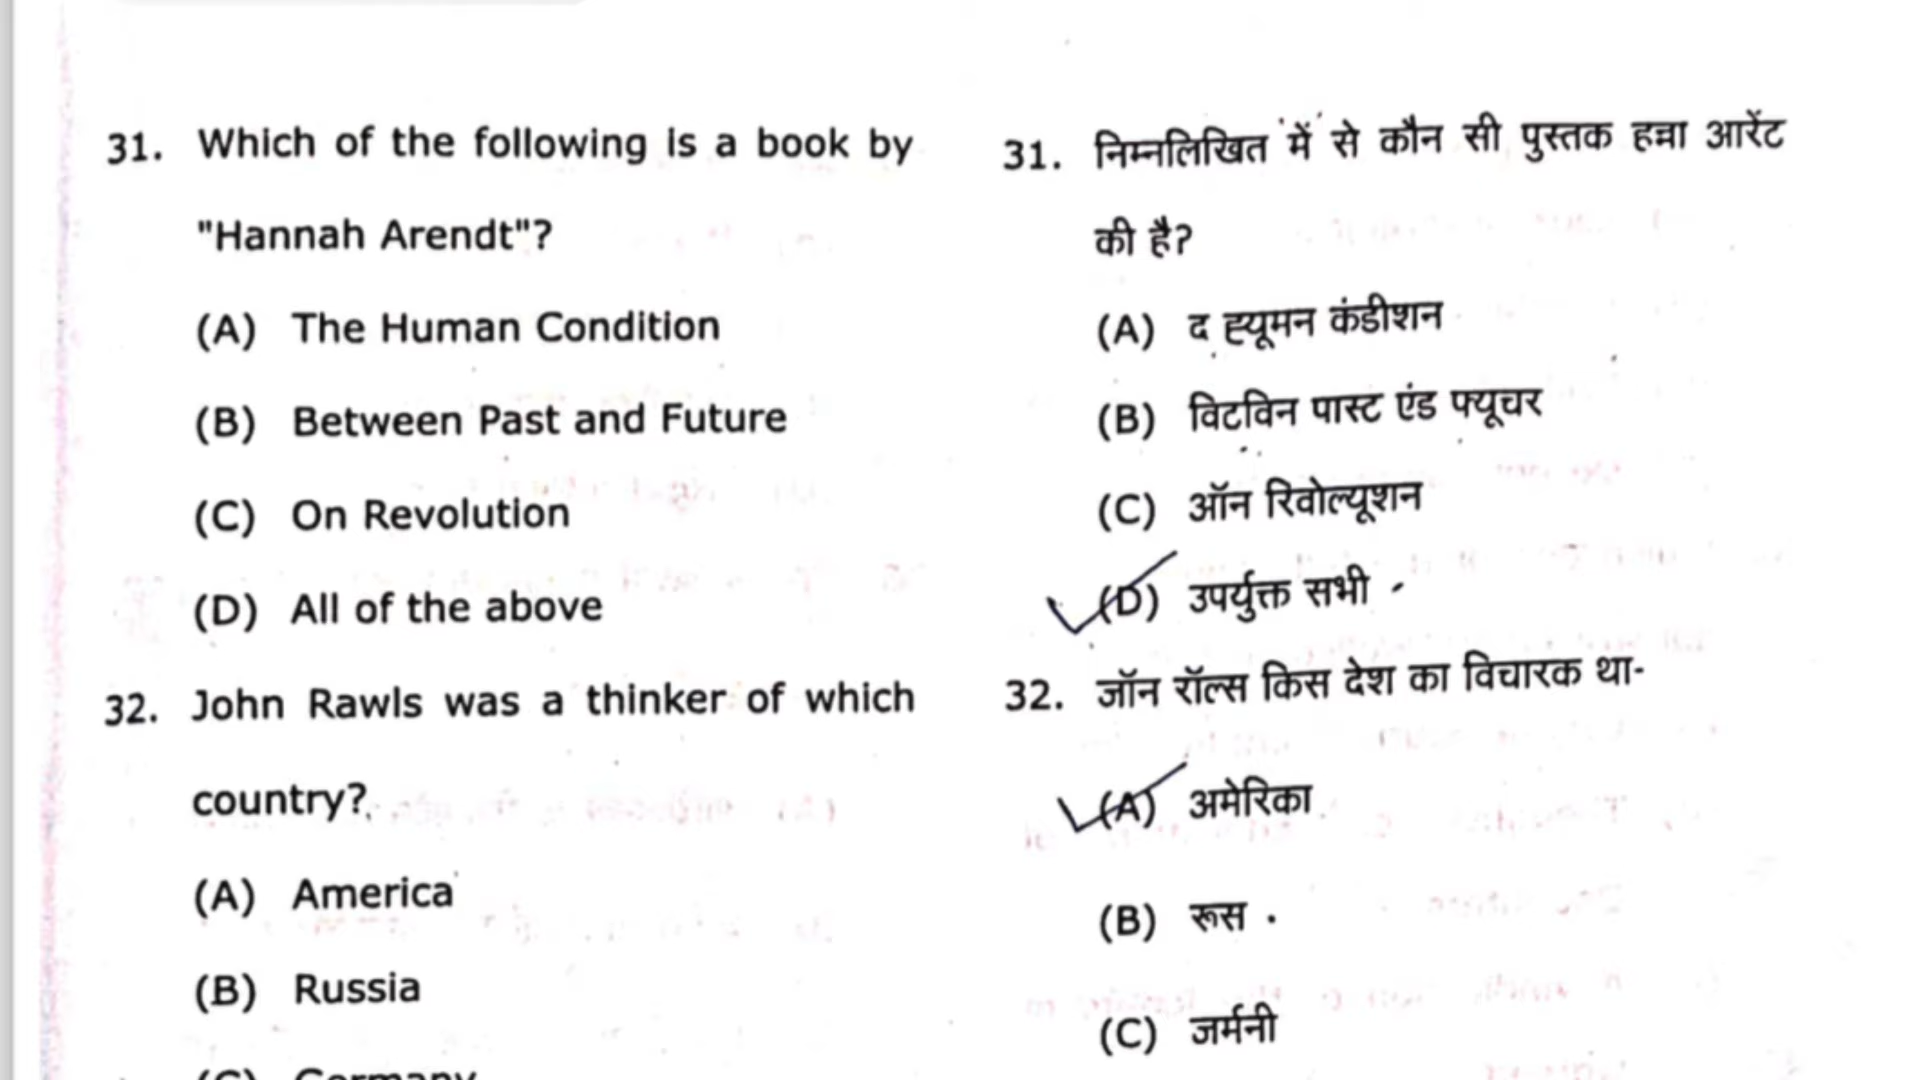 31. Which of the following is a book by
"Hannah Arendt"?
(A) The Human Condition
(B) Between Past and Future
(C) On Revolution
(D) All of the above
32. John Rawls was a thinker of which
country?
(A) America
(B) Russia
(C) Germany
31. निम्नलिखित में से कौन सी पुस्तक हन्ना आरेंट
की है?
(A) द ह्यूमन कंडीशन
(B) विटविन पास्ट एंड फ्यूचर
(C) ऑन रिवोल्यूशन
(D) उपर्युक्त सभी
32. जॉन रॉल्स किस देश का विचारक था-
(A) अमेरिका
(B) रूस
(C) जर्मनी